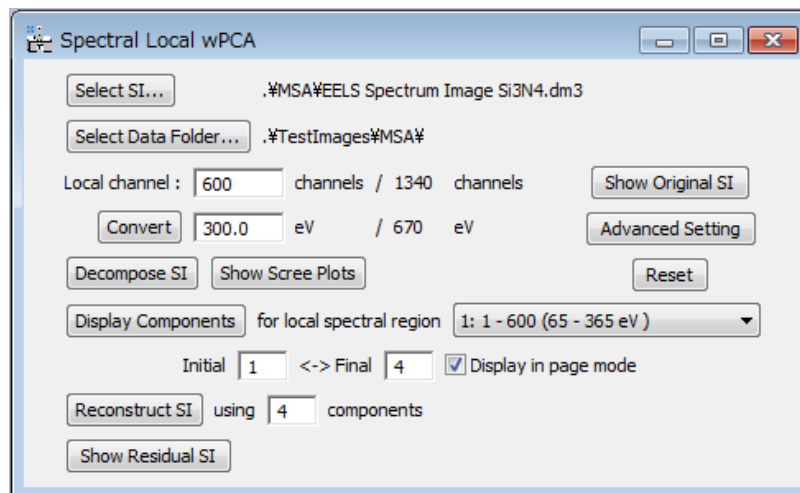 Spectral Local wPCA
Select SI... .¥MSA¥EELS Spectrum Image Si3N4.dm3
Select Data Folder... .¥TestImages¥MSA¥
Local channel : 600 channels / 1340 channels Show Original SI
Convert 300.0 eV / 670 eV Advanced Setting
Decompose SI Show Scree Plots Reset
Display Components for local spectral region 1: 1 - 600 (65 - 365 eV )
Initial 1 <-> Final 4 Display in page mode
Reconstruct SI using 4 components
Show Residual SI